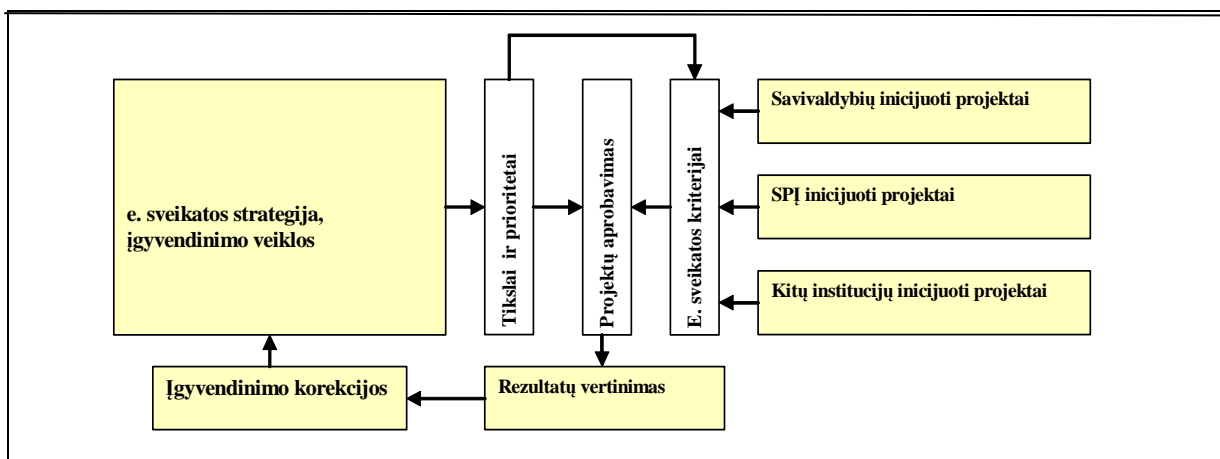 e. sveikatos strategija,
įgyvendinimo veiklos
Tikslai ir prioritetai
Projektų aprobavimas
E. sveikatos kriterijai
Savivaldybių inicijuoti projektai
SPĮ inicijuoti projektai
Kitų institucijų inicijuoti projektai
Įgyvendinimo korekcijos
Rezultatų vertinimas